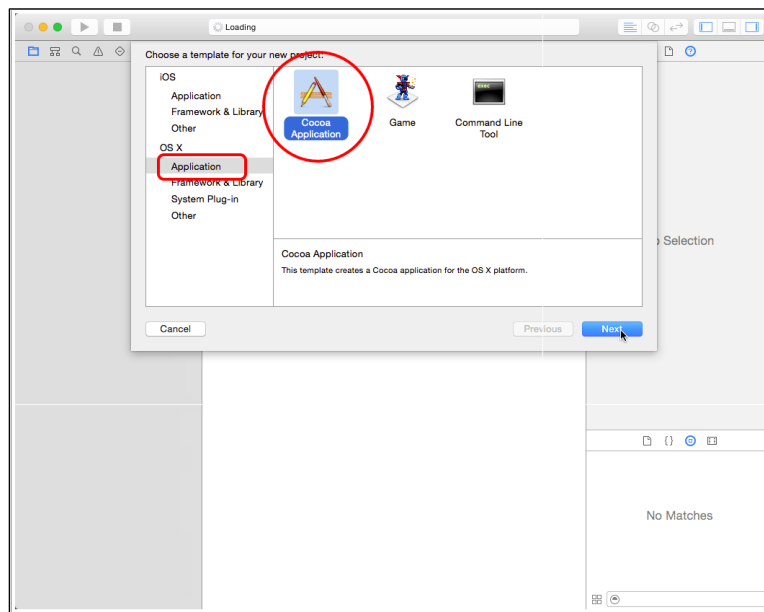 Loading
Choose a template for your new project:
iOS
Application
Framework & Library
Other
OS X
Application
Framework & Library
System Plug-in
Other
Cocoa
Application
Game
exec
Command Line
Tool
Cocoa Application
This template creates a Cocoa application for the OS X platform.
Cancel
Previous
Next
Selection
No Matches